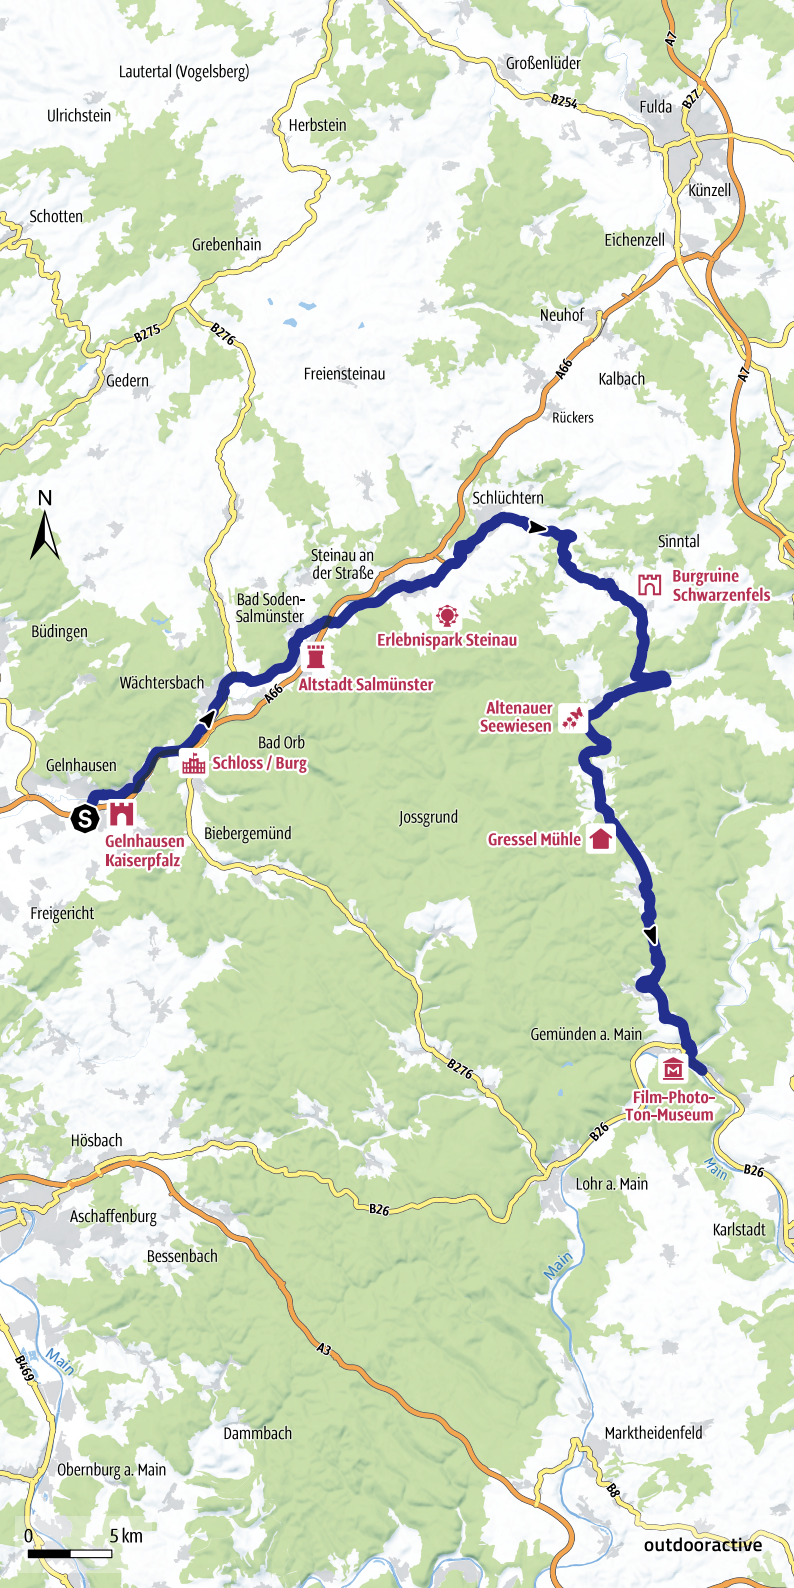 A7
Großenlüder
Lautertal (Vogelsberg)
B254
B27
Fulda
Ulrichstein
Herbstein
Künzell
Schotten
Eichenzell
Grebenhain
Neuhof
B275
B276
A66
A7
Freiensteinau
Kalbach
Gedern
Rückers
N
Schlüchtern
Sinntal
Steinau an
der Straße
Burgruine
Schwarzenfels
Bad Soden-
Salmünster
Büdingen
Erlebnispark Steinau
Wächtersbach
Altstadt Salmünster
A66
Altenauer
Seewiesen
Bad Orb
Gelnhausen
Schloss / Burg
S
Jossgrund
Biebergemünd
Gelnhausen
Kaiserpfalz
Gressel Mühle
Freigericht
Gemünden a. Main
B276
Film-Photo-
Ton-Museum
B26
Hösbach
Main
B26
Lohr a. Main
B26
Aschaffenburg
Karlstadt
Bessenbach
Main
A3
Main
B469
Dammbach
Marktheidenfeld
Obernburg a. Main
B8
0 5 km
outdooractive